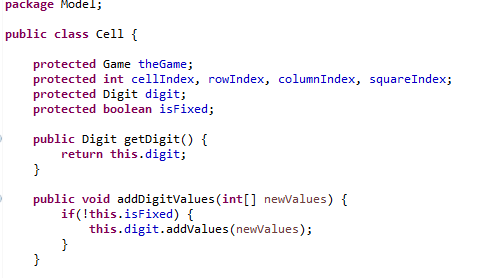 package Model;
public class Cell {
protected Game theGame;
protected int cellIndex, rowIndex, columnIndex, squareIndex;
protected Digit digit;
protected boolean isFixed;
public Digit getDigit() {
return this.digit;
}
public void addDigitValues(int[] newValues) {
if(!this.isFixed) {
this.digit.addValues(newValues);
}
}